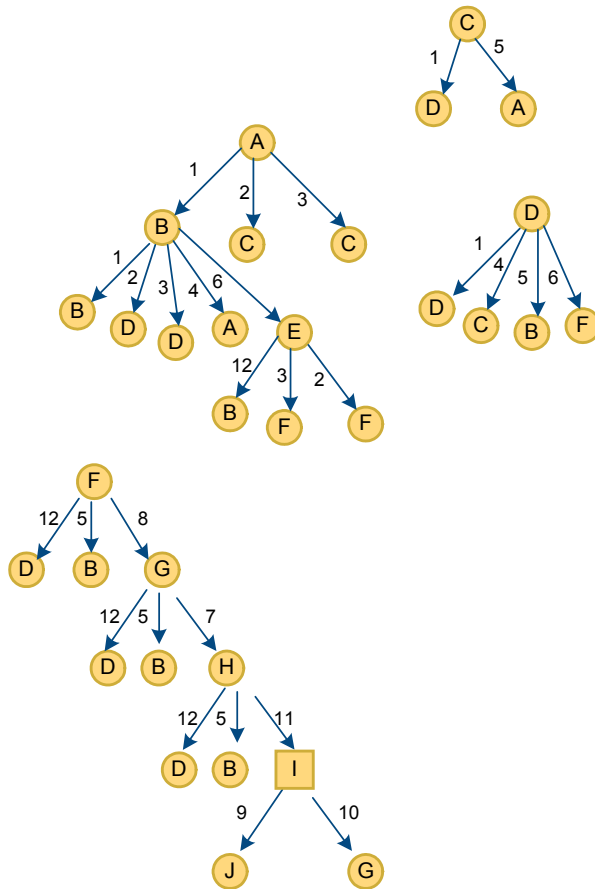 C
1 5
D A
A
1 2 3
B C C
D
1 4 5 6
D C B F
1 2 3 4 6
B D D A E
12 3 2
B F F
F
12 5 8
D B G
12 5 7
D B H
12 5 11
D B I
9 10
J G